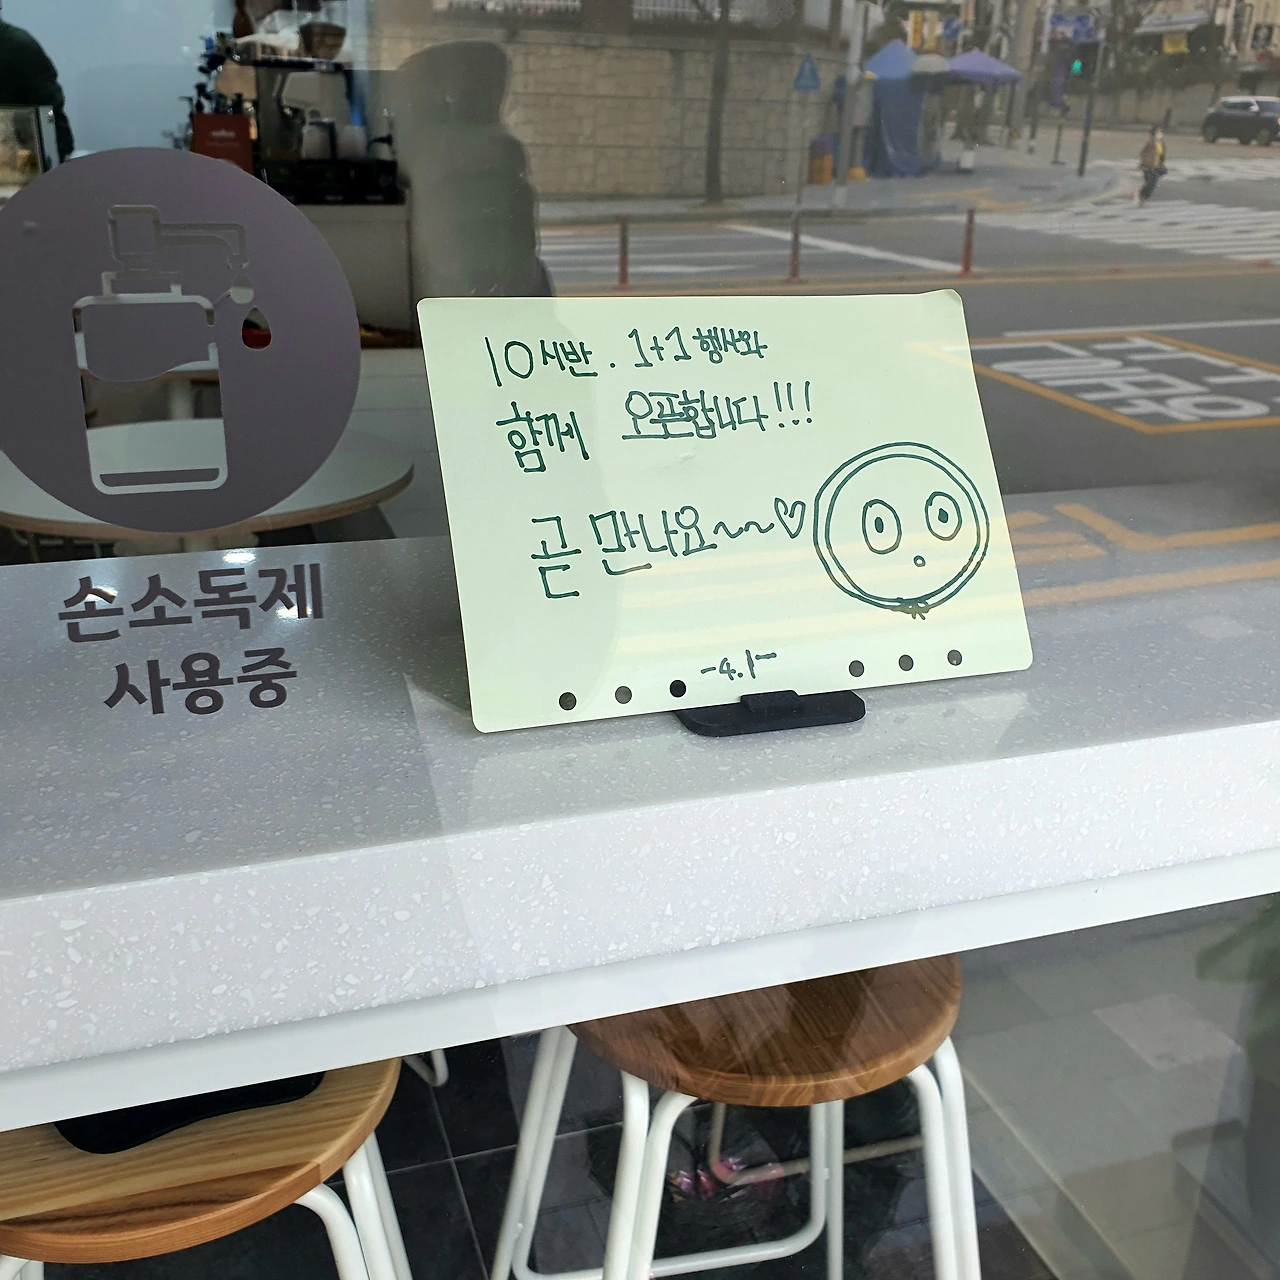 10시반. 1+1 행사와
함께 오픈합니다!!!
곧 만나요~~♡
-4.1-
손소독제
사용중